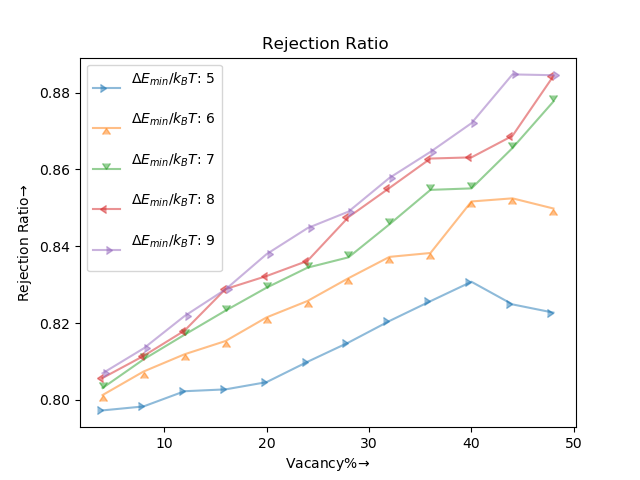 Rejection Ratio
Rejection Ratio→
0.88
0.86
0.84
0.82
0.80
ΔE_min/k_BT: 5
ΔE_min/k_BT: 6
ΔE_min/k_BT: 7
ΔE_min/k_BT: 8
ΔE_min/k_BT: 9
10 20 30 40 50
Vacancy%→